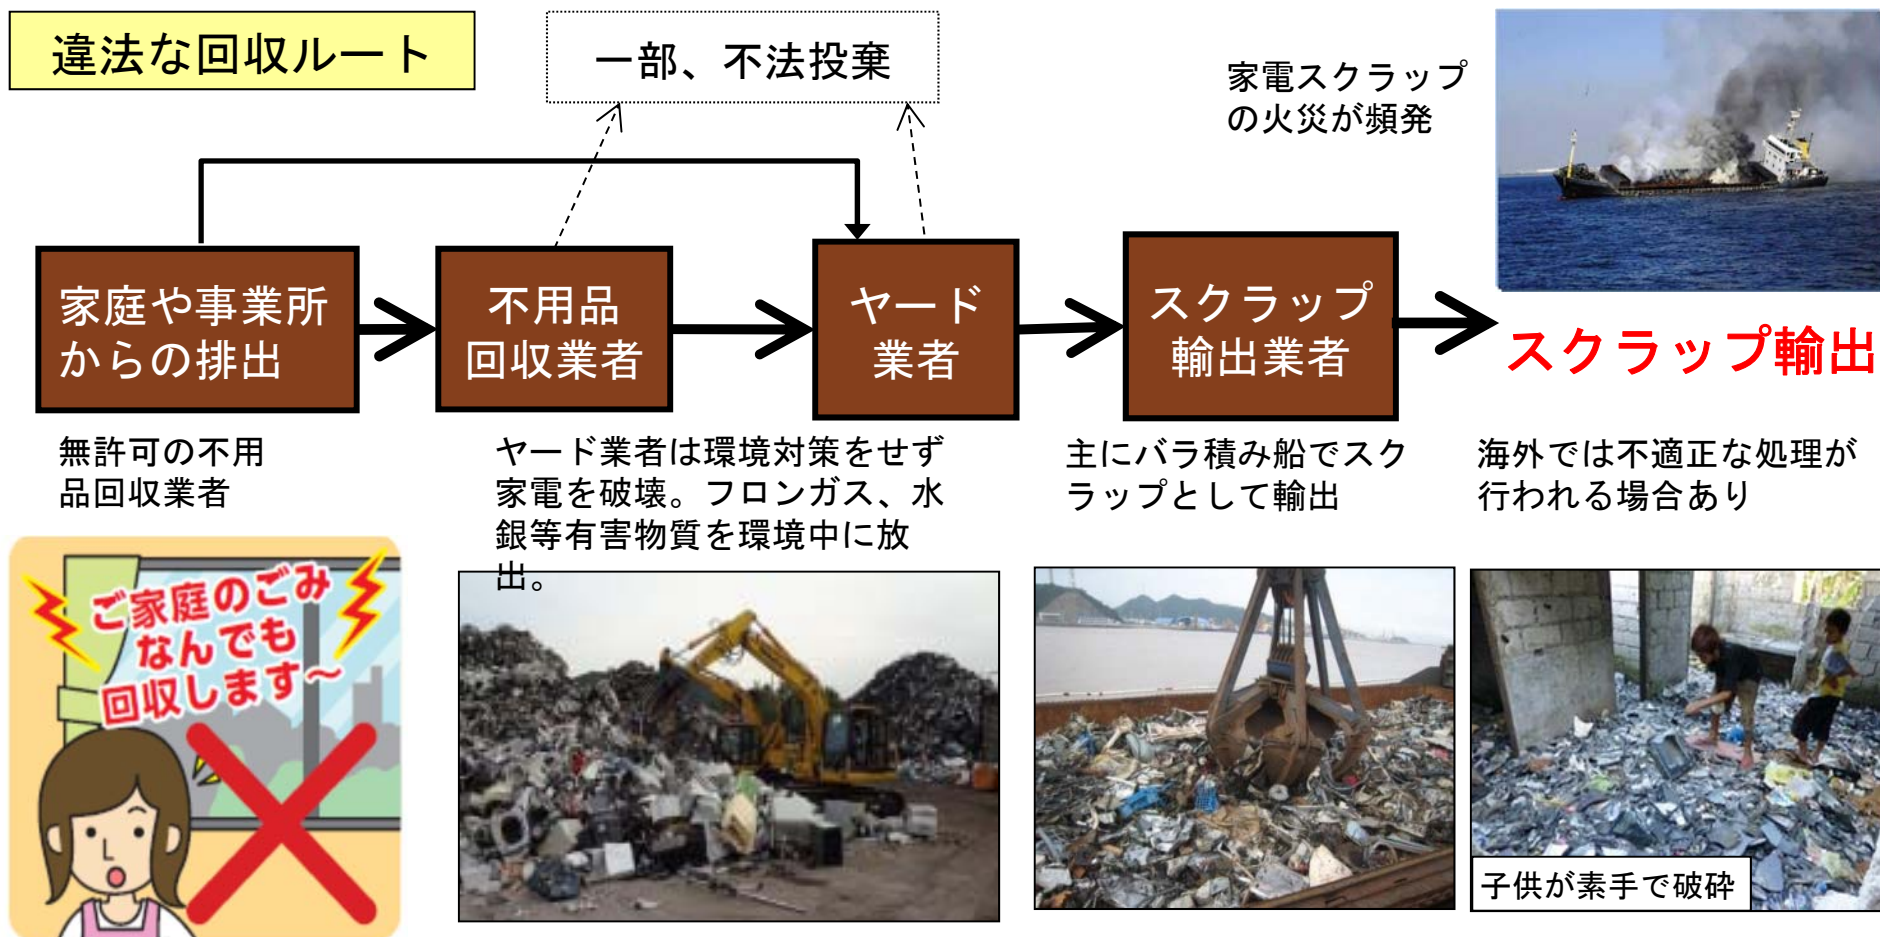 違法な回収ルート
一部、不法投棄
家電スクラップ
の火災が頻発
家庭や事業所
からの排出
不用品
回収業者
ヤード
業者
スクラップ
輸出業者
スクラップ輸出
無許可の不用
品回収業者
ヤード業者は環境対策をせず
家電を破壊。フロンガス、水
銀等有害物質を環境中に放
出。
主にバラ積み船でスク
ラップとして輸出
海外では不適正な処理が
行われる場合あり
ご家庭のごみ
なんでも
回収します～
子供が素手で破砕